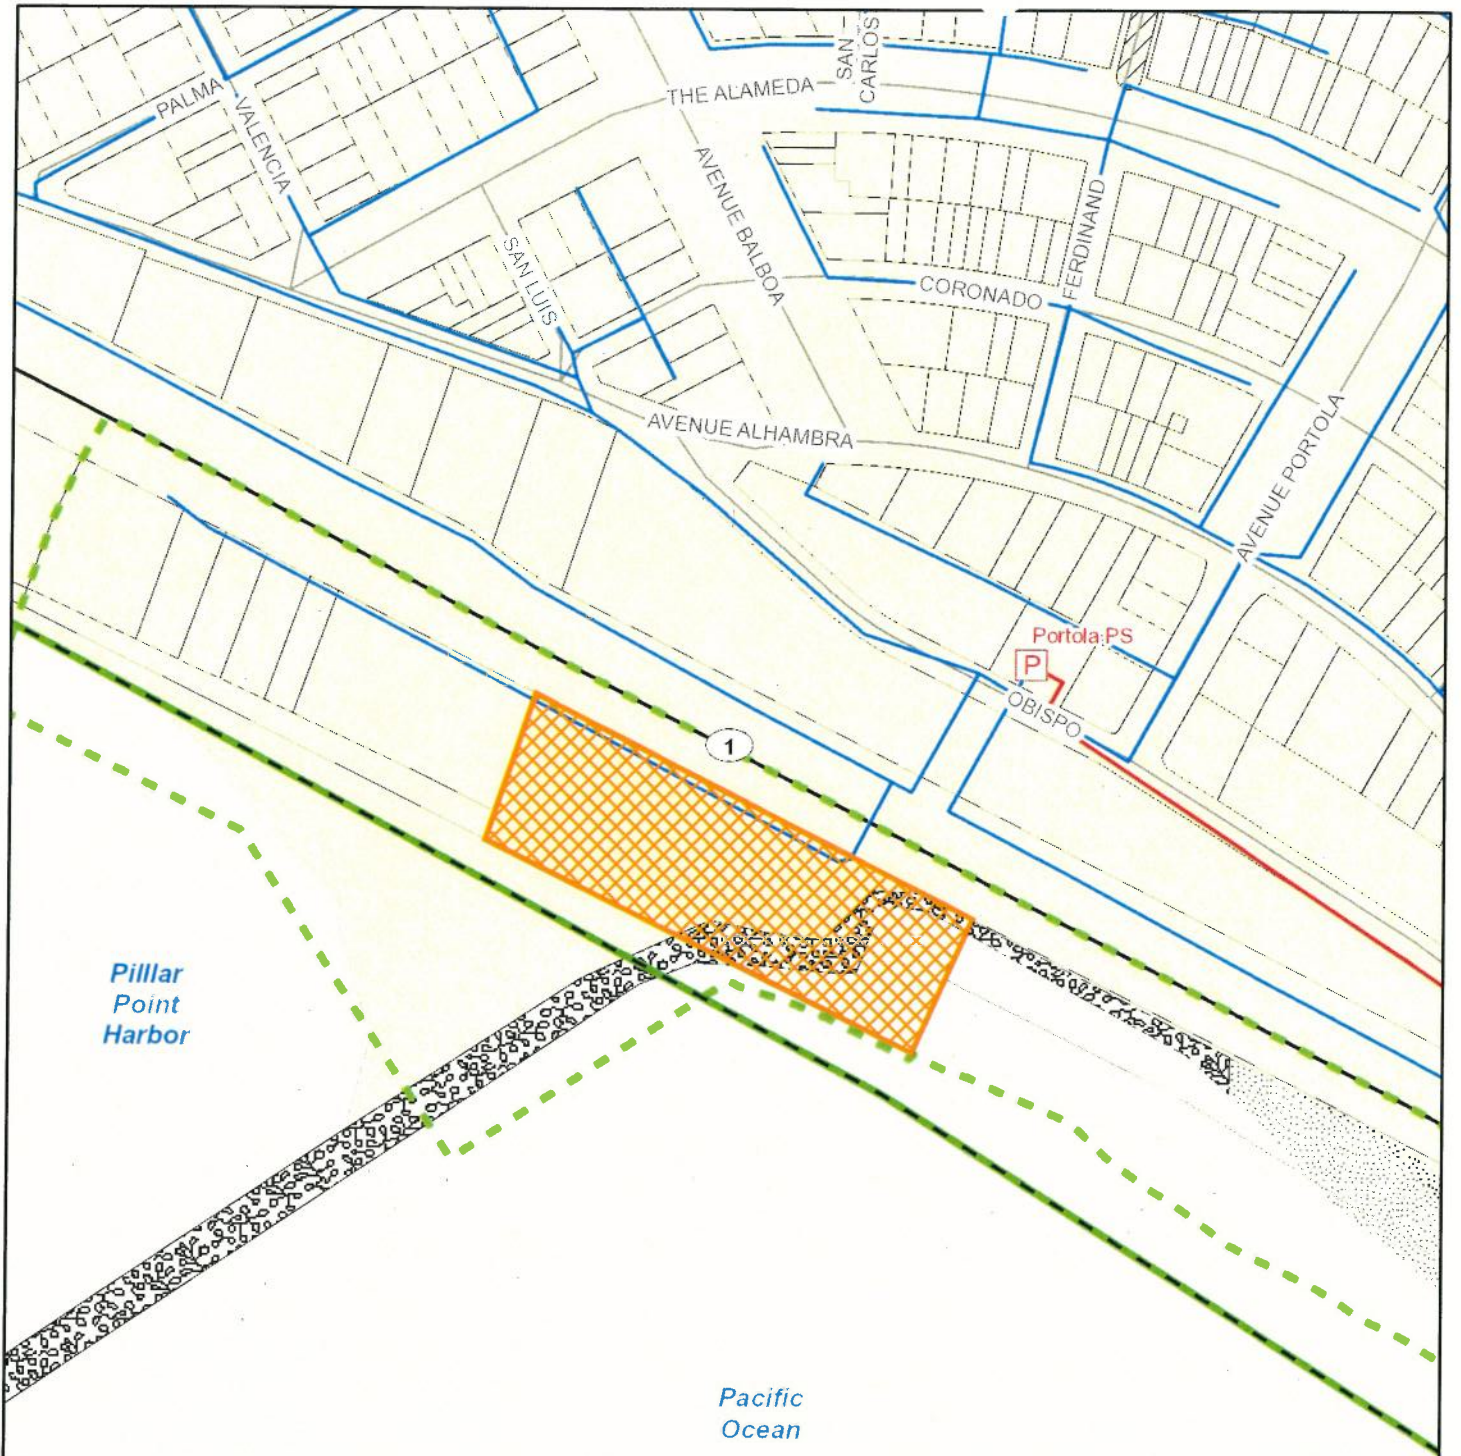 SAN
CARLOS
THE ALAMEDA
PALMA
VALENCIA
AVENUE BALBOA
FERDINAND
SAN LUIS
CORONADO
AVENUE ALHAMBRA
AVENUE PORTOLA
Portola PS
P
OBISPO
1
Pilllar
Point
Harbor
Pacific
Ocean